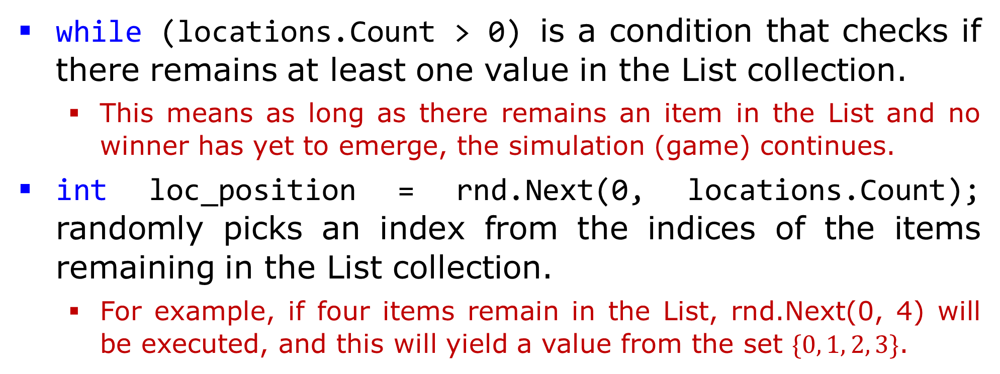 ▪ while (locations.Count > 0) is a condition that checks if
there remains at least one value in the List collection.
▪ This means as long as there remains an item in the List and no
winner has yet to emerge, the simulation (game) continues.
▪ int loc_position = rnd.Next(0, locations.Count);
randomly picks an index from the indices of the items
remaining in the List collection.
▪ For example, if four items remain in the List, rnd.Next(0, 4) will
be executed, and this will yield a value from the set {0, 1, 2, 3}.